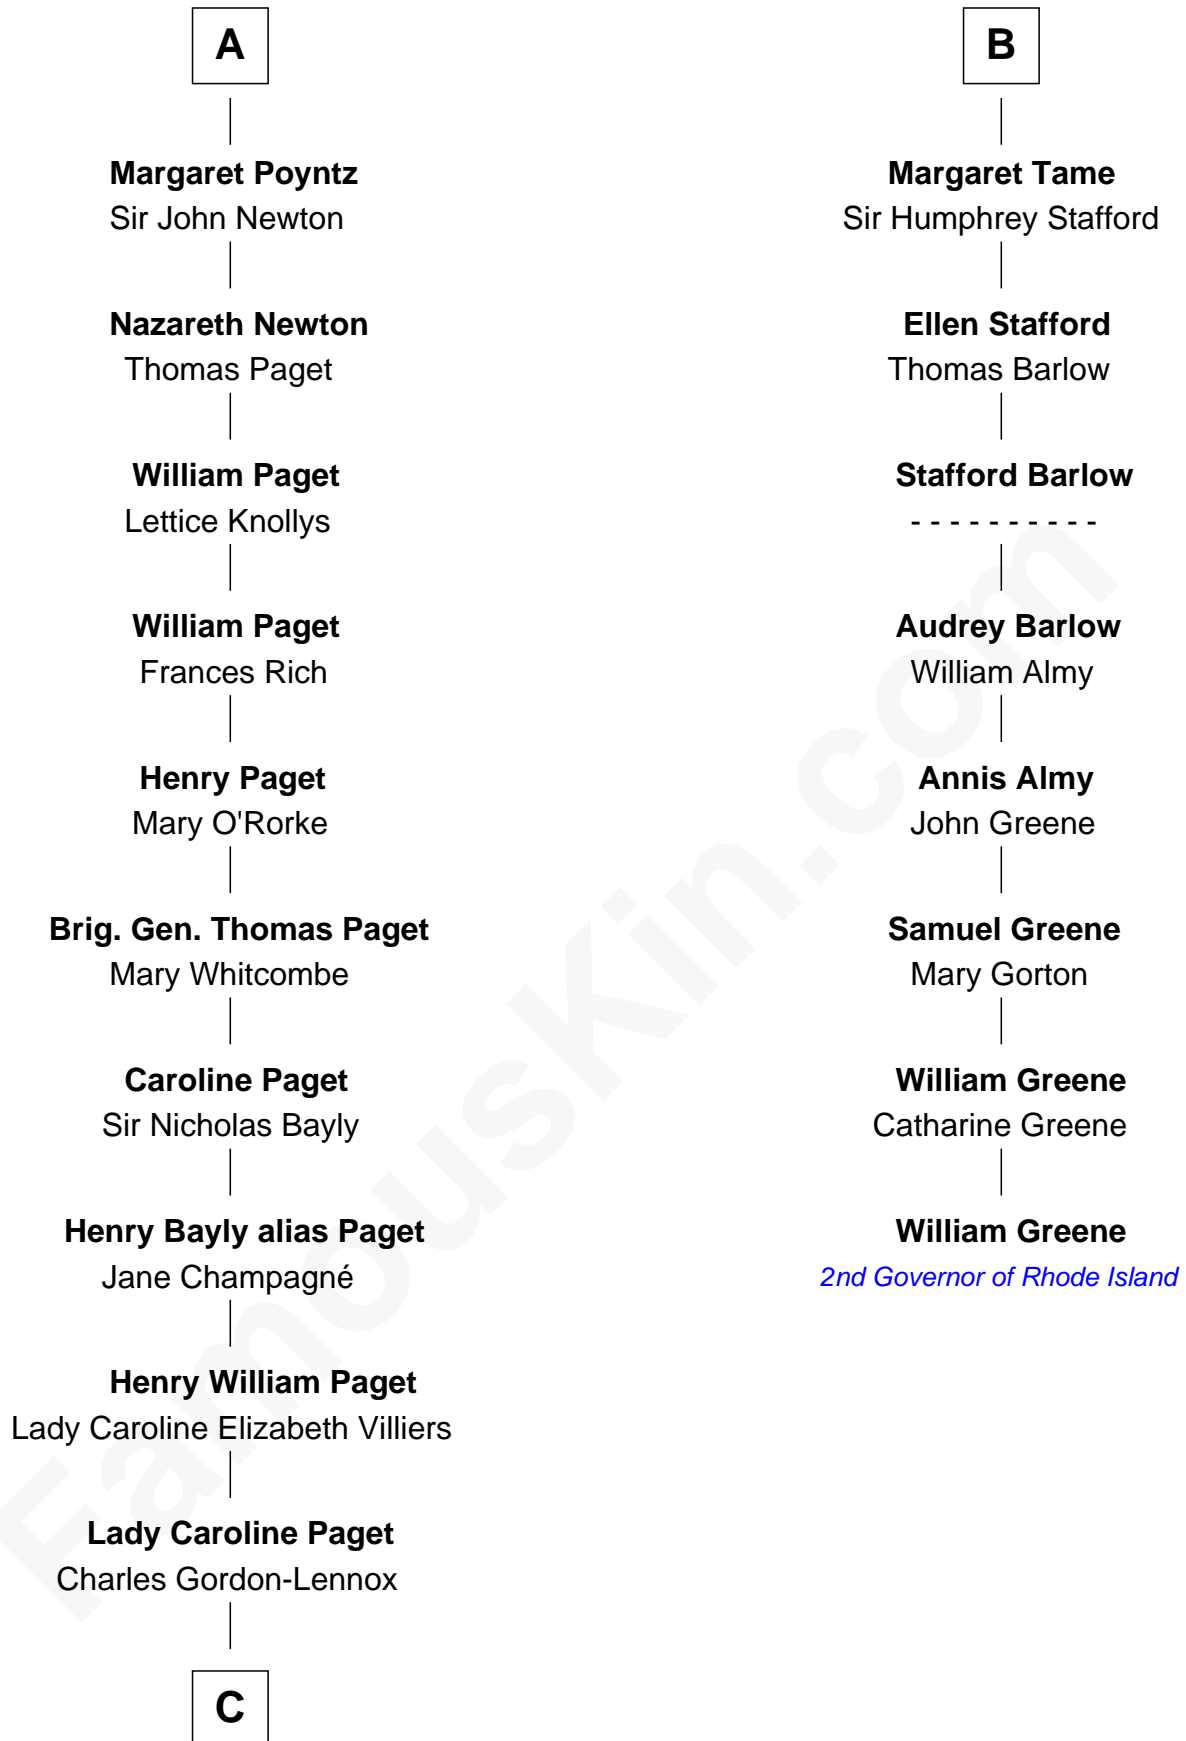 A
Margaret Poyntz
Sir John Newton
Nazareth Newton
Thomas Paget
William Paget
Lettice Knollys
William Paget
Frances Rich
Henry Paget
Mary O'Rorke
Brig. Gen. Thomas Paget
Mary Whitcombe
Caroline Paget
Sir Nicholas Bayly
Henry Bayly alias Paget
Jane Champagné
Henry William Paget
Lady Caroline Elizabeth Villiers
Lady Caroline Paget
Charles Gordon-Lennox
C
B
Margaret Tame
Sir Humphrey Stafford
Ellen Stafford
Thomas Barlow
Stafford Barlow
- - - - - - - - - -
Audrey Barlow
William Almy
Annis Almy
John Greene
Samuel Greene
Mary Gorton
William Greene
Catharine Greene
William Greene
2nd Governor of Rhode Island
FamousKin.com